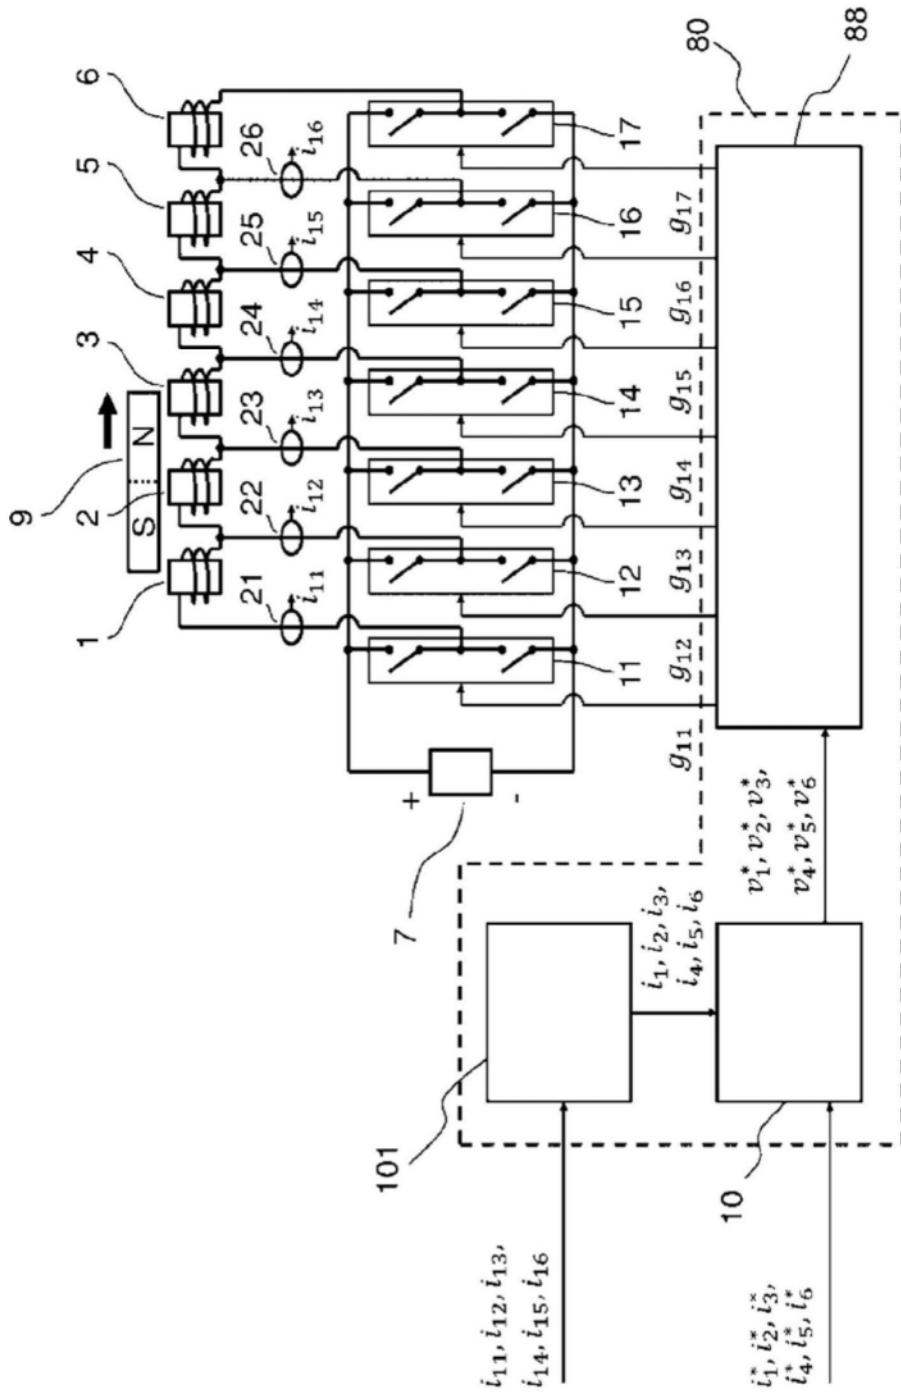 9
1
2
3
4
5
6
S
N
21
22
23
24
25
26
i₁₁
i₁₂
i₁₃
i₁₄
i₁₅
i₁₆
+
-
7
11
12
13
14
15
16
17
g₁₁
g₁₂
g₁₃
g₁₄
g₁₅
g₁₆
g₁₇
80
88
101
10
i₁₁, i₁₂, i₁₃,
i₁₄, i₁₅, i₁₆
i₁, i₂, i₃,
i₄, i₅, i₆
v₁*, v₂*, v₃*,
v₄*, v₅*, v₆*
i₁*, i₂*, i₃*,
i₄*, i₅*, i₆*